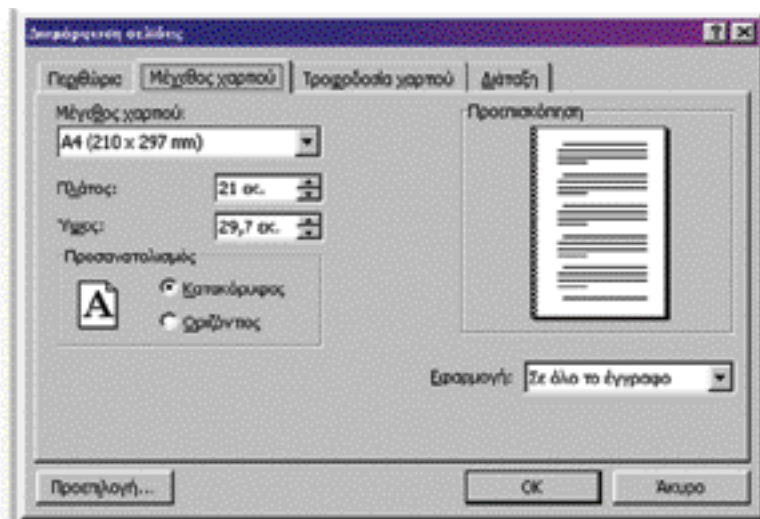 Διαμόρφωση σελίδας
Περιθώρια Μέγεθος χαρτιού Τροφοδοσία χαρτιού Διάταξη
Μέγεθος χαρτιού: Προεπισκόπηση
A4 (210 x 297 mm)
Πλάτος: 21 εκ.
Ύψος: 29,7 εκ.
Προσανατολισμός
A
Κατακόρυφος
Οριζόντιος
Εφαρμογή: Σε όλο το έγγραφο
Προεπιλογή... OK Άκυρο